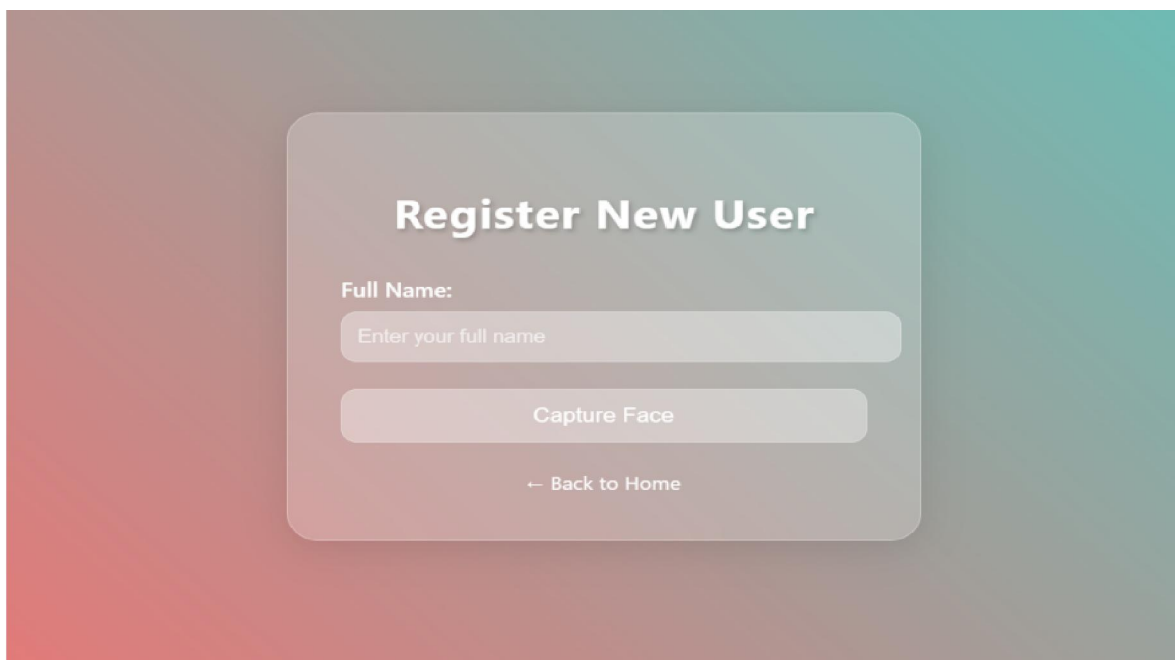 Register New User
Full Name:
Enter your full name
Capture Face
← Back to Home